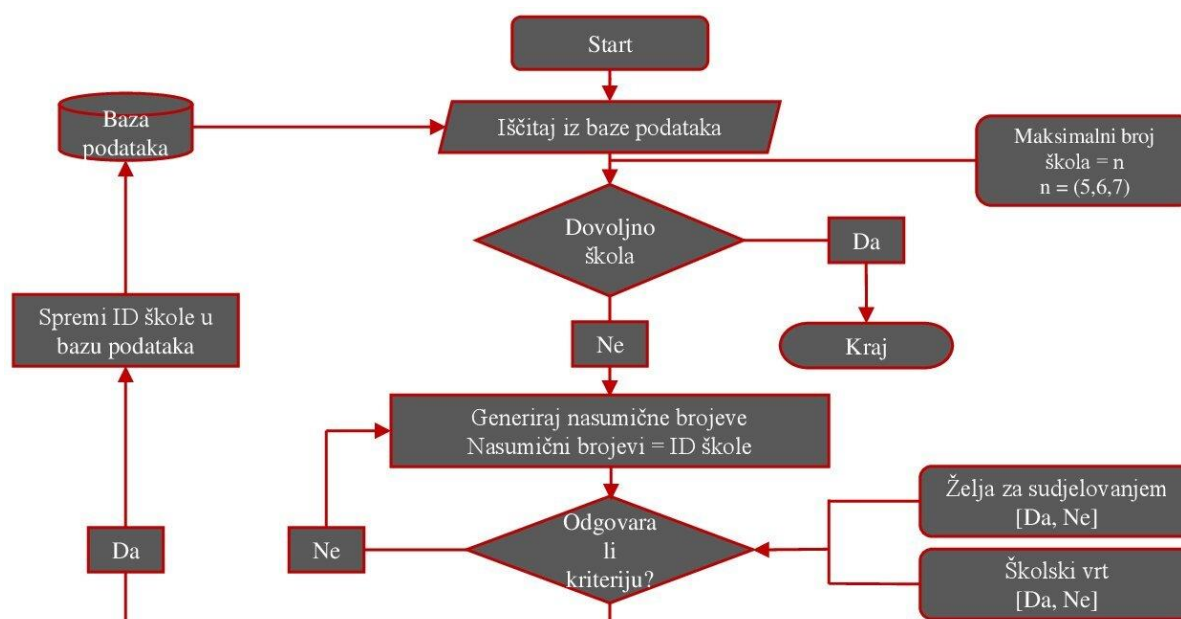 Start
Baza
podataka
Iščitaj iz baze podataka
Maksimalni broj
škola = n
n = (5,6,7)
Dovoljno
škola
Da
Spremi ID škole u
bazu podataka
Ne
Kraj
Generiraj nasumične brojeve
Nasumični brojevi = ID škole
Želja za sudjelovanjem
[Da, Ne]
Da
Ne
Odgovara
li
kriteriju?
Školski vrt
[Da, Ne]